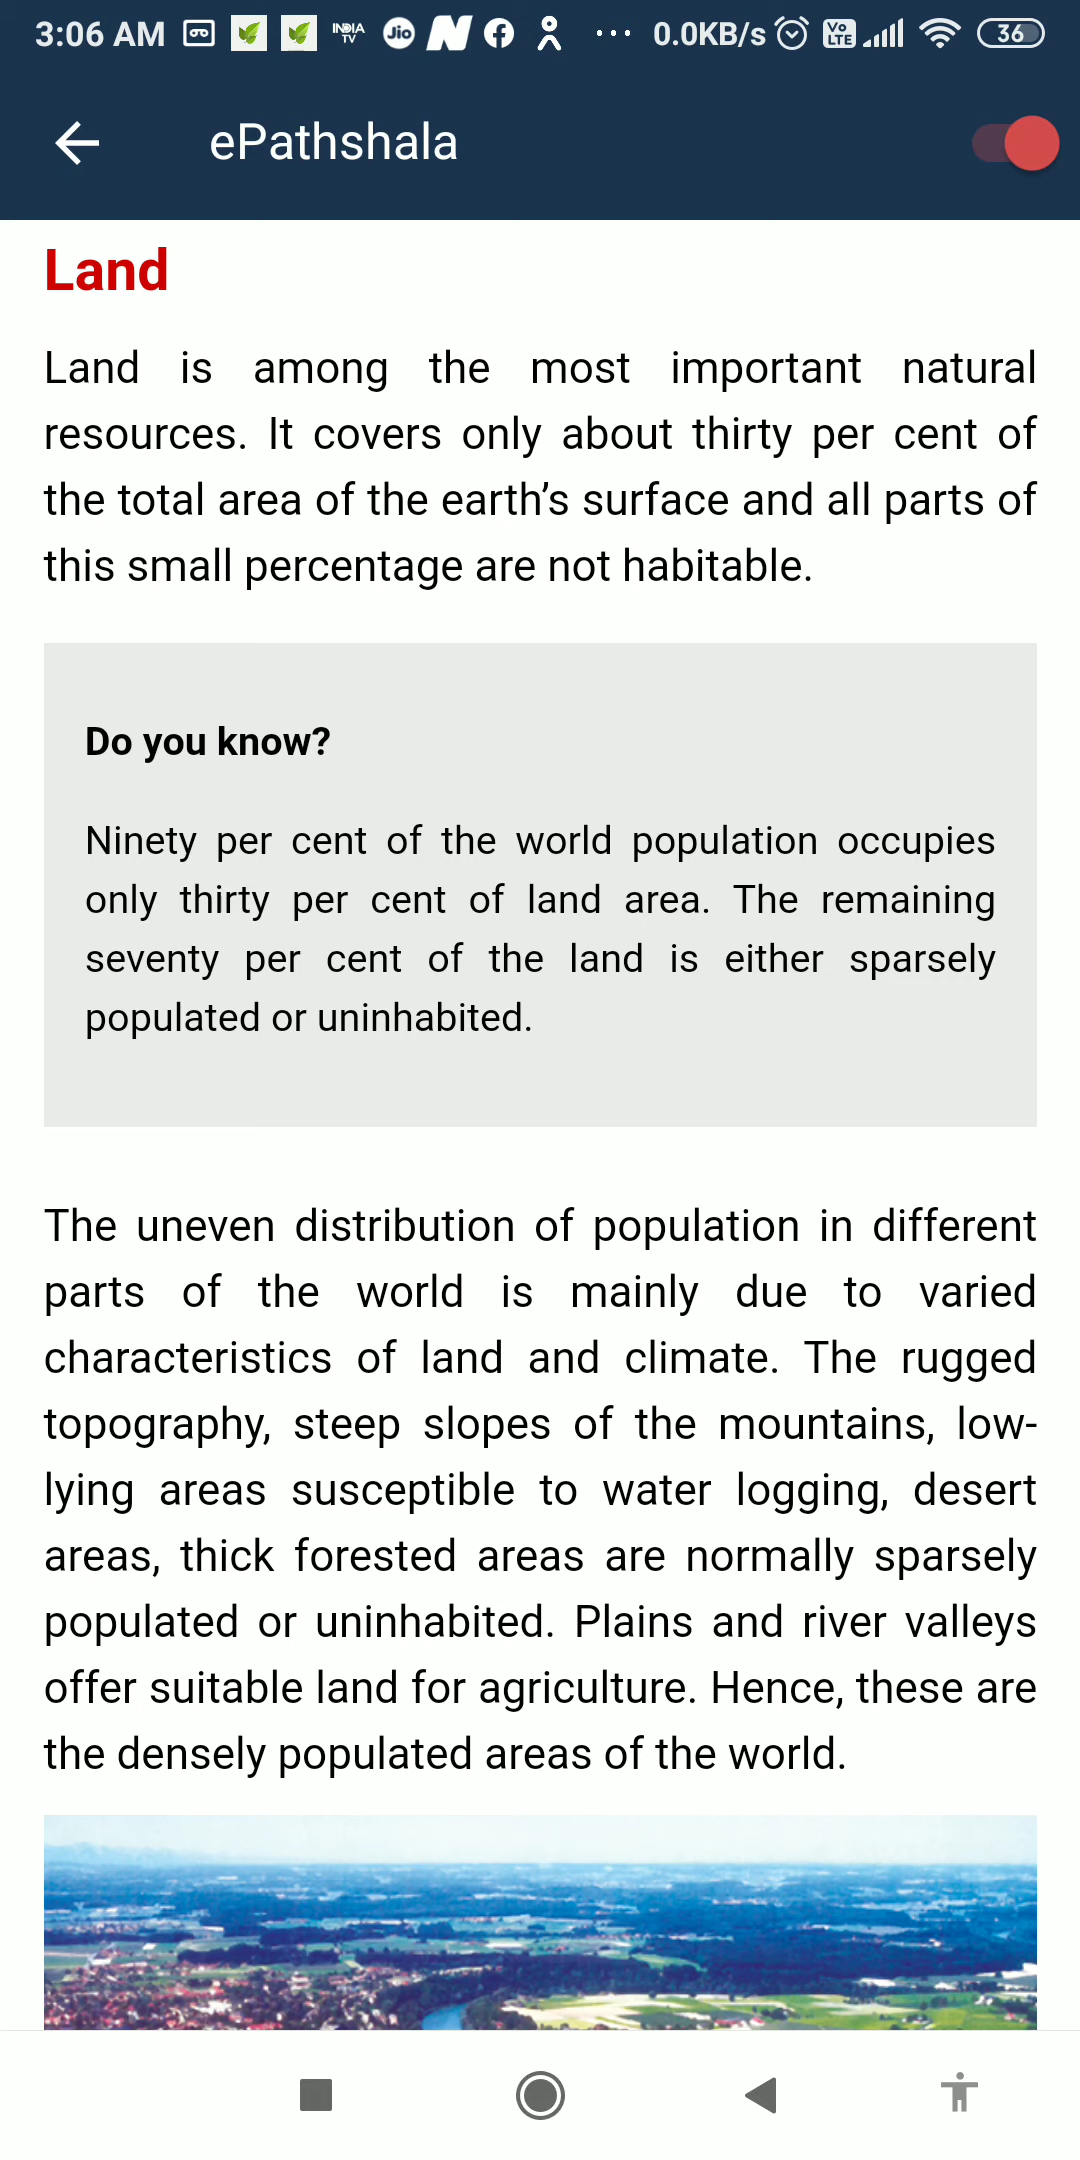 3:06 AM INDIA TV Jio N 0.0KB/s Vo LTE 36
ePathshala
Land
Land is among the most important natural
resources. It covers only about thirty per cent of
the total area of the earth’s surface and all parts of
this small percentage are not habitable.
Do you know?
Ninety per cent of the world population occupies
only thirty per cent of land area. The remaining
seventy per cent of the land is either sparsely
populated or uninhabited.
The uneven distribution of population in different
parts of the world is mainly due to varied
characteristics of land and climate. The rugged
topography, steep slopes of the mountains, low-
lying areas susceptible to water logging, desert
areas, thick forested areas are normally sparsely
populated or uninhabited. Plains and river valleys
offer suitable land for agriculture. Hence, these are
the densely populated areas of the world.